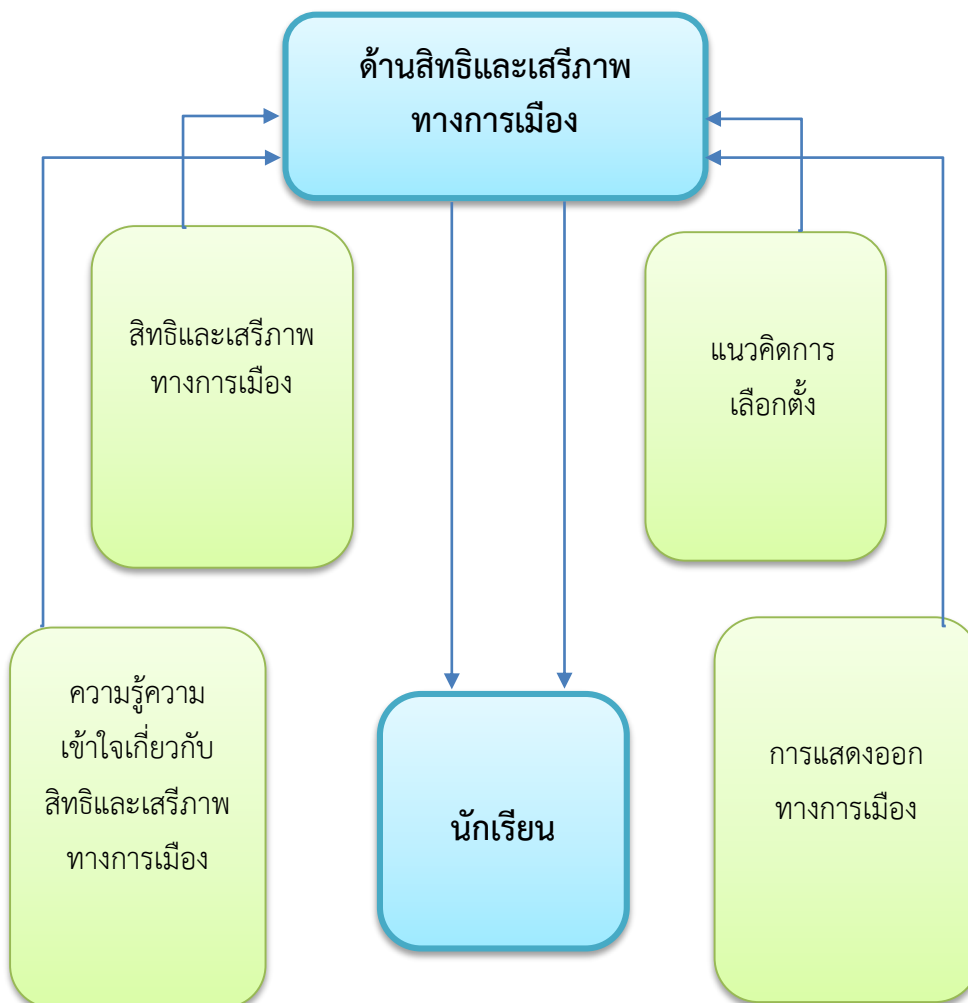 ด้านสิทธิและเสรีภาพ
ทางการเมือง
สิทธิและเสรีภาพ
ทางการเมือง
แนวคิดการ
เลือกตั้ง
ความรู้ความ
เข้าใจเกี่ยวกับ
สิทธิและเสรีภาพ
ทางการเมือง
นักเรียน
การแสดงออก
ทางการเมือง